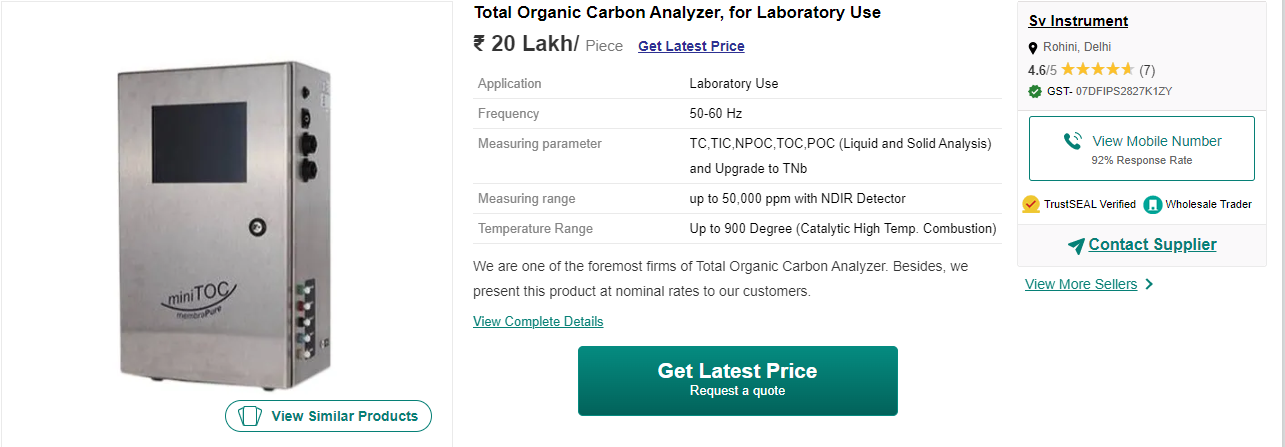 Total Organic Carbon Analyzer, for Laboratory Use
₹ 20 Lakh/ Piece Get Latest Price
Application Laboratory Use
Frequency 50-60 Hz
Measuring parameter TC,TIC,NPOC,TOC,POC (Liquid and Solid Analysis)
and Upgrade to TNb
Measuring range up to 50,000 ppm with NDIR Detector
Temperature Range Up to 900 Degree (Catalytic High Temp. Combustion)
We are one of the foremost firms of Total Organic Carbon Analyzer. Besides, we
present this product at nominal rates to our customers.
View Complete Details
Get Latest Price
Request a quote
miniTOC
membraPure
View Similar Products
Sv Instrument
Rohini, Delhi
4.6/5 (7)
GST- 07DFIPS2827K1ZY
View Mobile Number
92% Response Rate
TrustSEAL Verified Wholesale Trader
Contact Supplier
View More Sellers